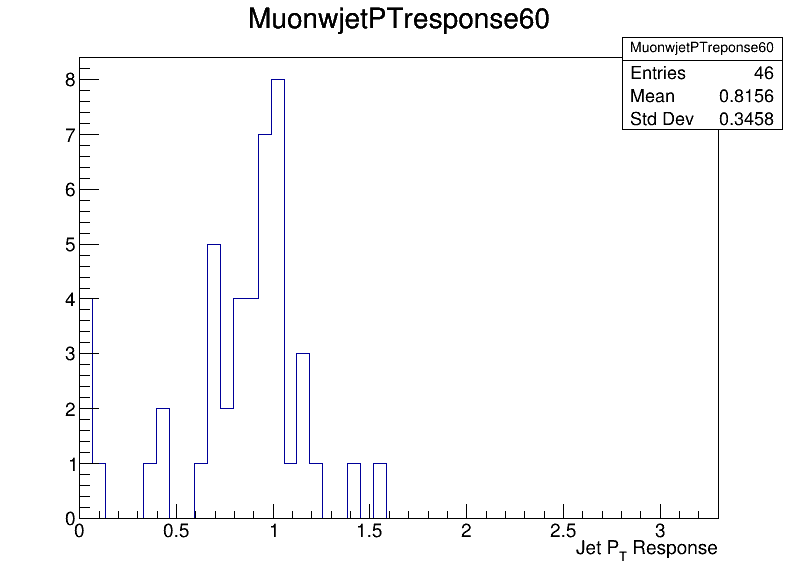 MuonwjetPTresponse60
MuonwjetPTreponse60
Entries 46
Mean 0.8156
Std Dev 0.3458
8
7
6
5
4
3
2
1
0
0 0.5 1 1.5 2 2.5 3
Jet PT Response